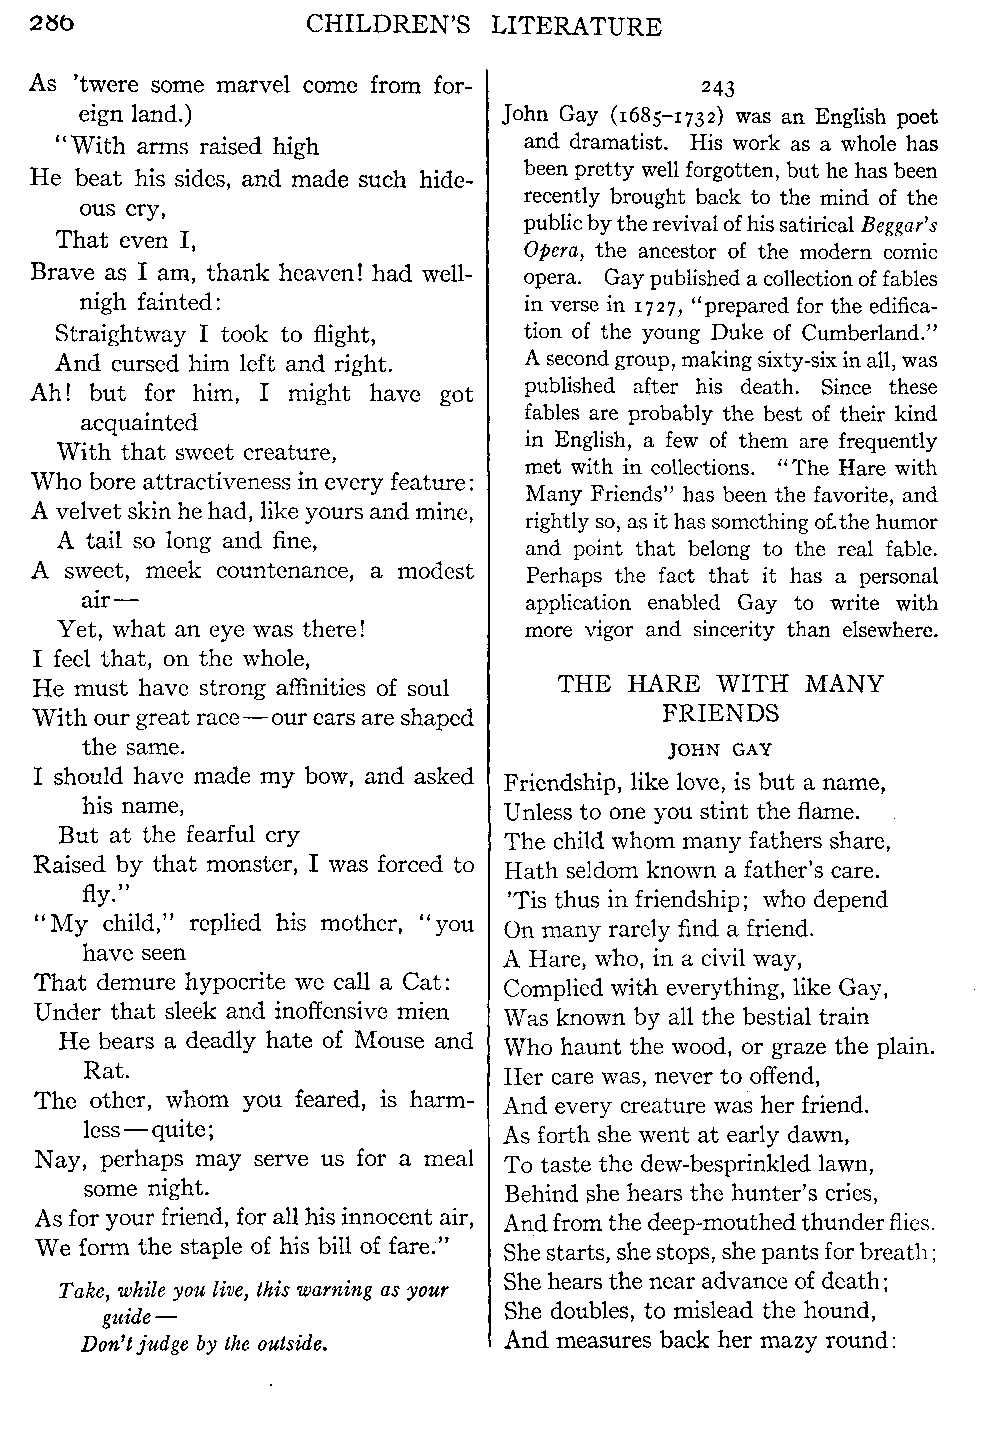 286 CHILDREN'S LITERATURE
As 'twere some marvel come from for-
eign land.)
"With arms raised high
He beat his sides, and made such hide-
ous cry,
That even I,
Brave as I am, thank heaven! had well-
nigh fainted:
Straightway I took to flight,
And cursed him left and right.
Ah! but for him, I might have got
acquainted
With that sweet creature,
Who bore attractiveness in every feature:
A velvet skin he had, like yours and mine,
A tail so long and fine,
A sweet, meek countenance, a modest
air—
Yet, what an eye was there!
I feel that, on the whole,
He must have strong affinities of soul
With our great race—our ears are shaped
the same.
I should have made my bow, and asked
his name,
But at the fearful cry
Raised by that monster, I was forced to
fly."
"My child," replied his mother, "you
have seen
That demure hypocrite we call a Cat:
Under that sleek and inoffensive mien
He bears a deadly hate of Mouse and
Rat.
The other, whom you feared, is harm-
less—quite;
Nay, perhaps may serve us for a meal
some night.
As for your friend, for all his innocent air,
We form the staple of his bill of fare."
Take, while you live, this warning as your
guide—
Don't judge by the outside.
243
John Gay (1685–1732) was an English poet
and dramatist. His work as a whole has
been pretty well forgotten, but he has been
recently brought back to the mind of the
public by the revival of his satirical Beggar's
Opera, the ancestor of the modern comic
opera. Gay published a collection of fables
in verse in 1727, "prepared for the edifica-
tion of the young Duke of Cumberland."
A second group, making sixty-six in all, was
published after his death. Since these
fables are probably the best of their kind
in English, a few of them are frequently
met with in collections. "The Hare with
Many Friends" has been the favorite, and
rightly so, as it has something of the humor
and point that belong to the real fable.
Perhaps the fact that it has a personal
application enabled Gay to write with
more vigor and sincerity than elsewhere.
THE HARE WITH MANY
FRIENDS
JOHN GAY
Friendship, like love, is but a name,
Unless to one you stint the flame.
The child whom many fathers share,
Hath seldom known a father's care.
'Tis thus in friendship; who depend
On many rarely find a friend.
A Hare, who, in a civil way,
Complied with everything, like Gay,
Was known by all the bestial train
Who haunt the wood, or graze the plain.
Her care was, never to offend,
And every creature was her friend.
As forth she went at early dawn,
To taste the dew-besprinkled lawn,
Behind she hears the hunter's cries,
And from the deep-mouthed thunder flies.
She starts, she stops, she pants for breath;
She hears the near advance of death;
She doubles, to mislead the hound,
And measures back her mazy round: